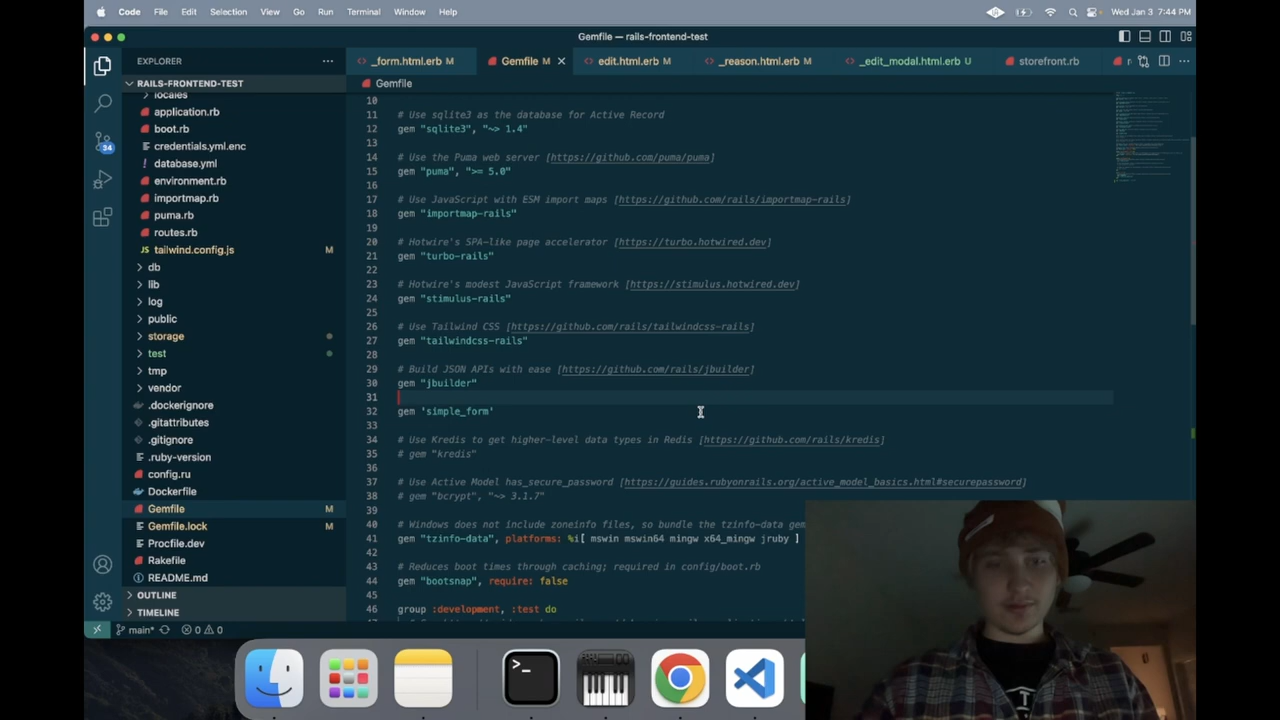 Code File Edit Selection View Go Run Terminal Window Help Wed Jan 3 7:44 PM
Gemfile — rails-frontend-test
EXPLORER
_form.html.erb M
Gemfile M
edit.html.erb M
_reason.html.erb M
_edit_modal.html.erb U
storefront.rb
RAILS-FRONTEND-TEST
Gemfile
locales
application.rb
boot.rb
credentials.yml.enc
database.yml
environment.rb
importmap.rb
puma.rb
routes.rb
JS tailwind.config.js M
db
lib
log
public
storage
test
tmp
vendor
.dockerignore
.gitattributes
.gitignore
.ruby-version
config.ru
Dockerfile
Gemfile M
Gemfile.lock M
Procfile.dev
Rakefile
README.md
OUTLINE
TIMELINE
34
10
11 # Use sqlite3 as the database for Active Record
12 gem "sqlite3", "~> 1.4"
13
14 # Use the Puma web server [https://github.com/puma/puma]
15 gem "puma", ">= 5.0"
16
17 # Use JavaScript with ESM import maps [https://github.com/rails/importmap-rails]
18 gem "importmap-rails"
19
20 # Hotwire's SPA-like page accelerator [https://turbo.hotwired.dev]
21 gem "turbo-rails"
22
23 # Hotwire's modest JavaScript framework [https://stimulus.hotwired.dev]
24 gem "stimulus-rails"
25
26 # Use Tailwind CSS [https://github.com/rails/tailwindcss-rails]
27 gem "tailwindcss-rails"
28
29 # Build JSON APIs with ease [https://github.com/rails/jbuilder]
30 gem "jbuilder"
31
32 gem 'simple_form'
33
34 # Use Kredis to get higher-level data types in Redis [https://github.com/rails/kredis]
35 # gem "kredis"
36
37 # Use Active Model has_secure_password [https://guides.rubyonrails.org/active_model_basics.html#securepassword]
38 # gem "bcrypt", "~> 3.1.7"
39
40 # Windows does not include zoneinfo files, so bundle the tzinfo-data gem
41 gem "tzinfo-data", platforms: %i[ mswin mswin64 mingw x64_mingw jruby ]
42
43 # Reduces boot times through caching; required in config/boot.rb
44 gem "bootsnap", require: false
45
46 group :development, :test do
main* 0 0